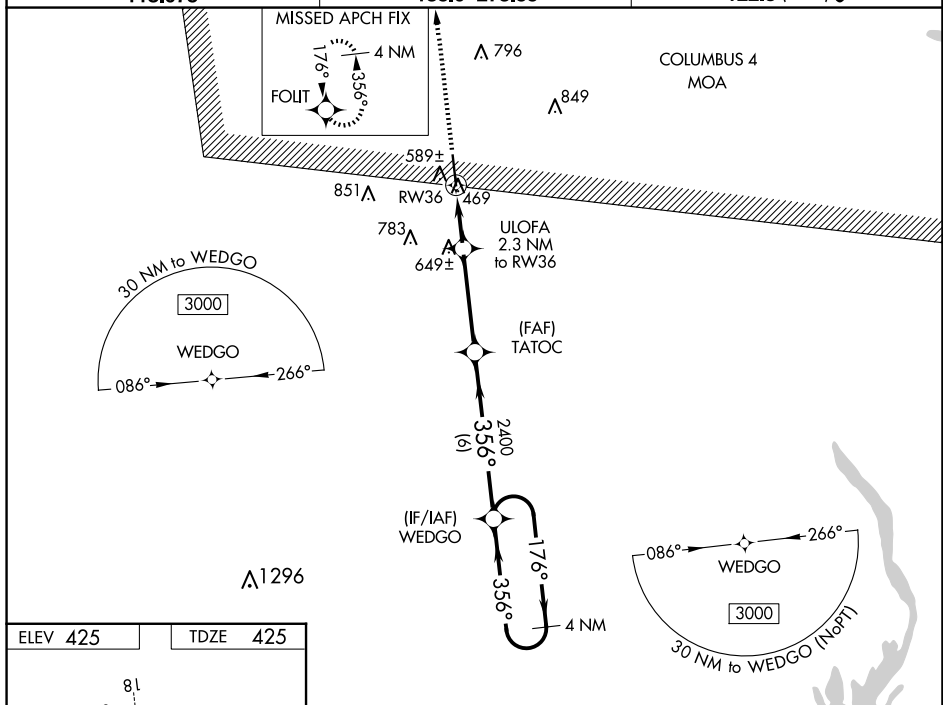 MISSED APCH FIX
4 NM
176°
356°
FOLIT
796
849
COLUMBUS 4
MOA
589±
851
RW36
469
783
649±
ULOFA
2.3 NM
to RW36
30 NM to WEDGO
3000
WEDGO
086°
266°
(FAF)
TATOC
2400
356°
(6)
(IF/IAF)
WEDGO
176°
356°
4 NM
1296
086°
266°
WEDGO
3000
30 NM to WEDGO (NoPT)
ELEV 425
TDZE 425
18